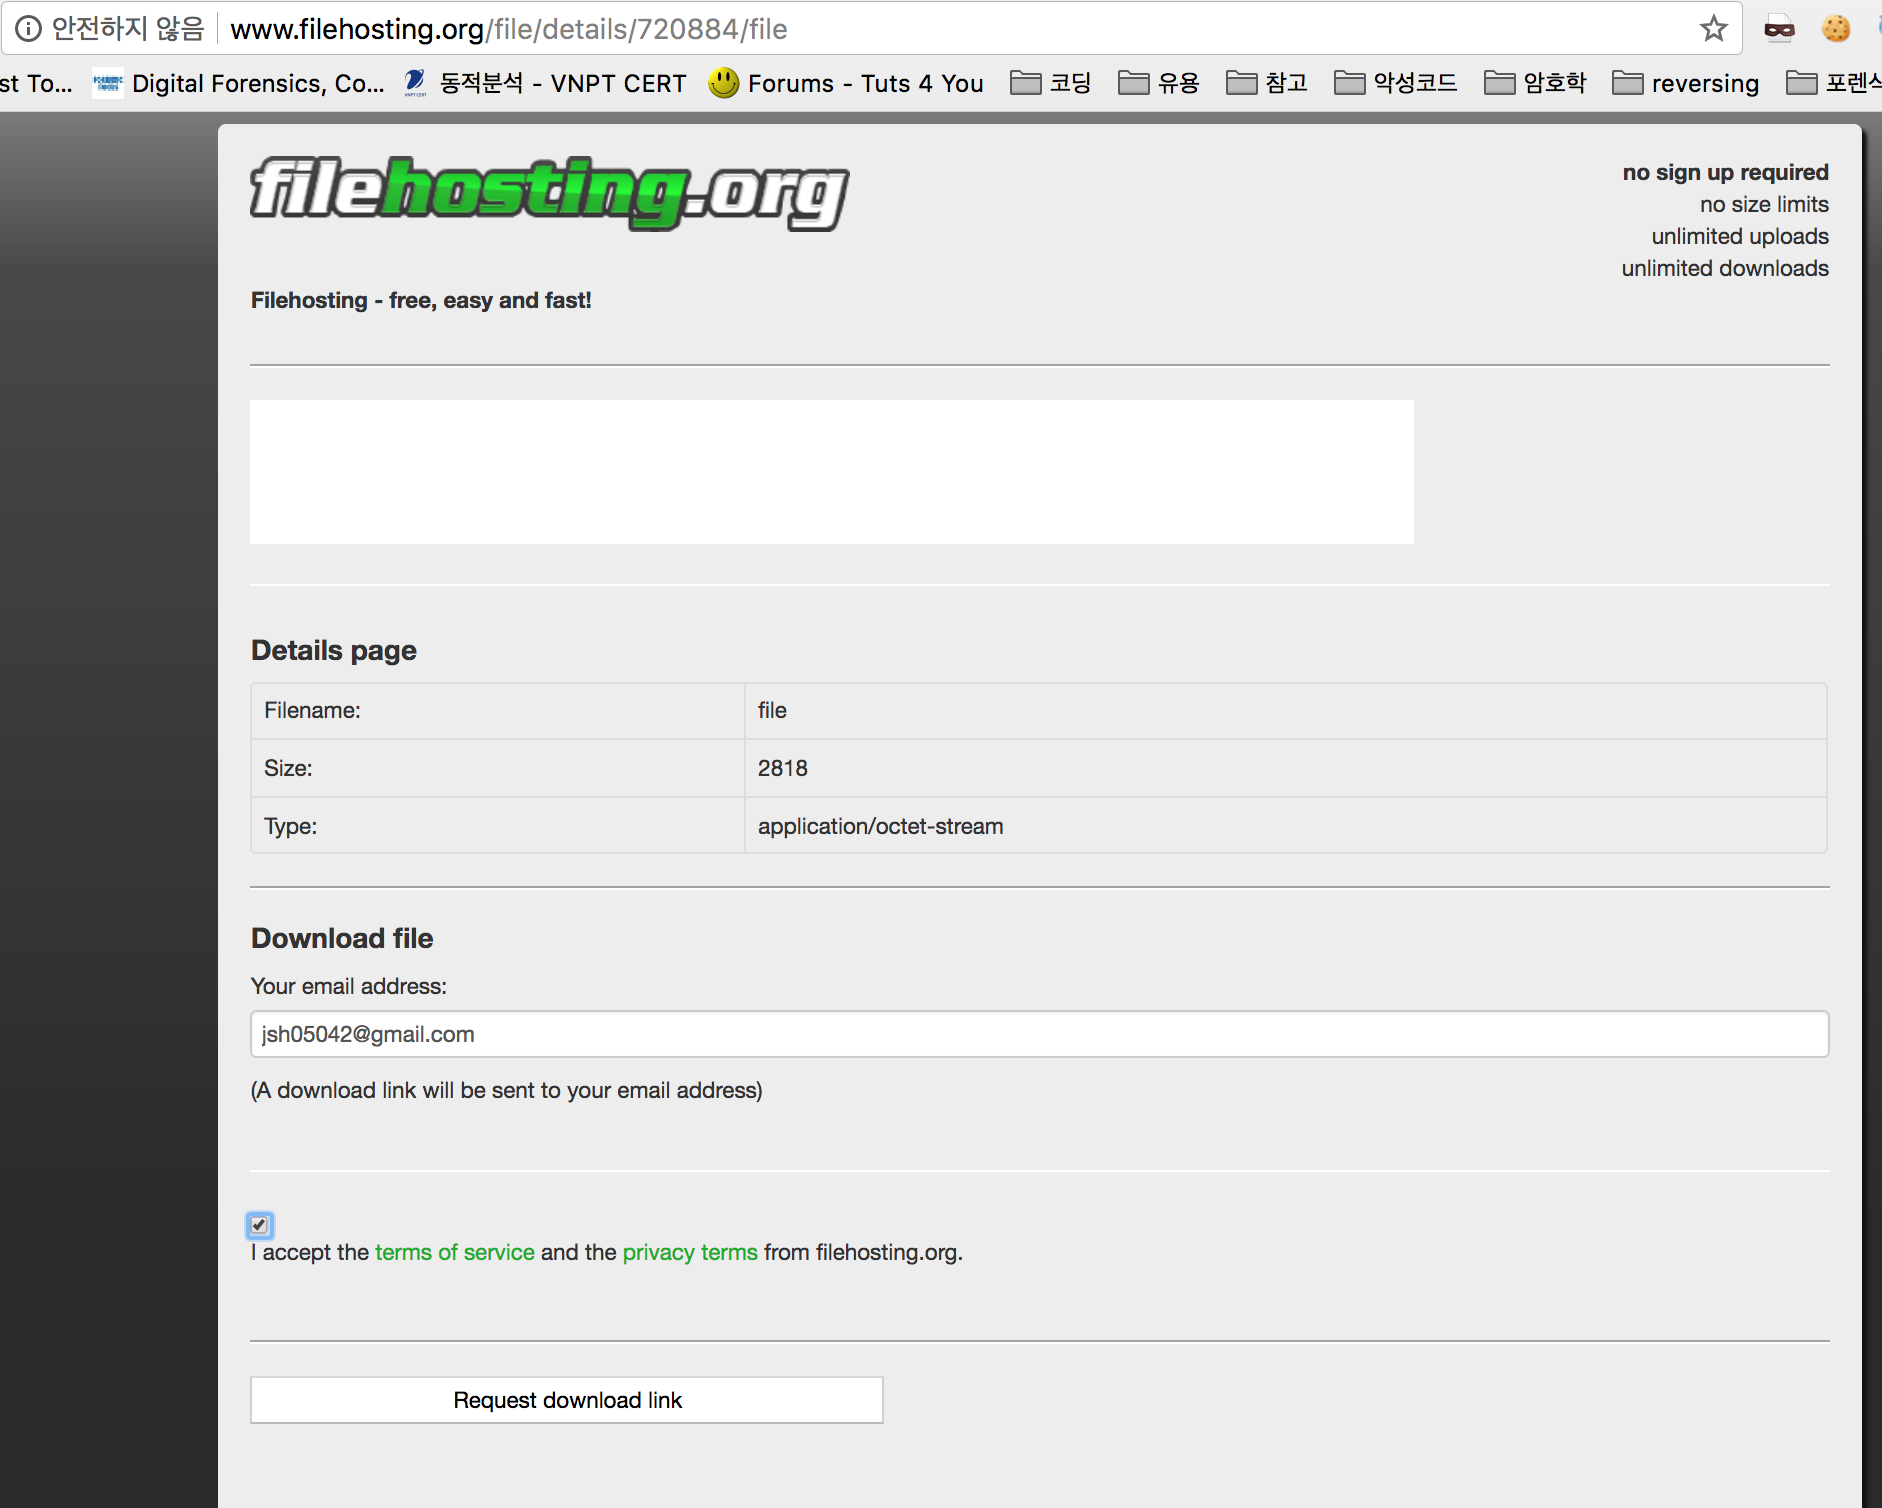 안전하지 않음 www.filehosting.org/file/details/720884/file
st To... Digital Forensics, Co... 동적분석 - VNPT CERT Forums - Tuts 4 You 코딩 유용 참고 악성코드 암호학 reversing 포렌식
filehosting.org
no sign up required
no size limits
unlimited uploads
unlimited downloads
Filehosting - free, easy and fast!
Details page
Filename: file
Size: 2818
Type: application/octet-stream
Download file
Your email address:
jsh05042@gmail.com
(A download link will be sent to your email address)
I accept the terms of service and the privacy terms from filehosting.org.
Request download link